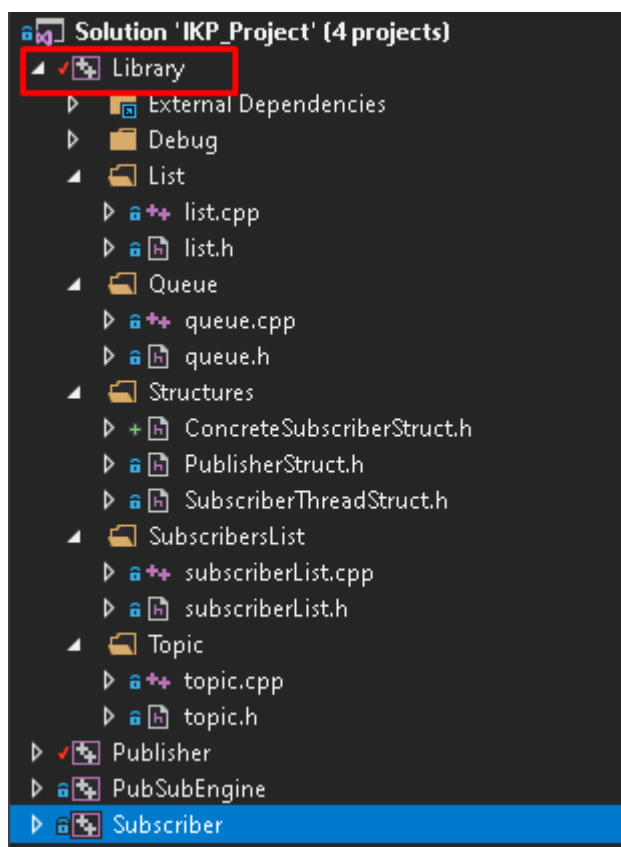 Solution 'IKP_Project' (4 projects)
Library
External Dependencies
Debug
List
list.cpp
list.h
Queue
queue.cpp
queue.h
Structures
ConcreteSubscriberStruct.h
PublisherStruct.h
SubscriberThreadStruct.h
SubscribersList
subscriberList.cpp
subscriberList.h
Topic
topic.cpp
topic.h
Publisher
PubSubEngine
Subscriber